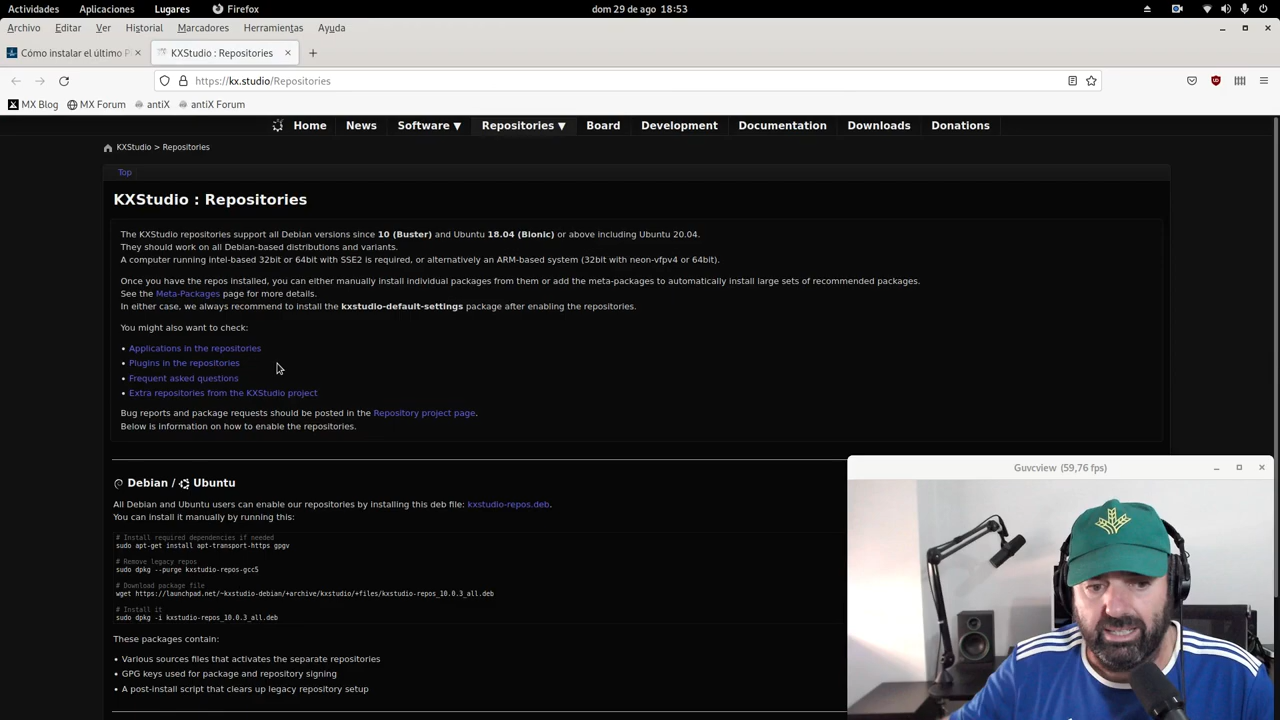 Actividades Aplicaciones Lugares Firefox dom 29 de ago 18:53
Archivo Editar Ver Historial Marcadores Herramientas Ayuda
Cómo instalar el último P
KXStudio : Repositories
https://kx.studio/Repositories
MX Blog MX Forum antiX antiX Forum
Home News Software ▼ Repositories ▼ Board Development Documentation Downloads Donations
KXStudio > Repositories
Top
KXStudio : Repositories
The KXStudio repositories support all Debian versions since 10 (Buster) and Ubuntu 18.04 (Bionic) or above including Ubuntu 20.04.
They should work on all Debian-based distributions and variants.
A computer running intel-based 32bit or 64bit with SSE2 is required, or alternatively an ARM-based system (32bit with neon-vfpv4 or 64bit).
Once you have the repos installed, you can either manually install individual packages from them or add the meta-packages to automatically install large sets of recommended packages.
See the Meta-Packages page for more details.
In either case, we always recommend to install the kxstudio-default-settings package after enabling the repositories.
You might also want to check:
• Applications in the repositories
• Plugins in the repositories
• Frequent asked questions
• Extra repositories from the KXStudio project
Bug reports and package requests should be posted in the Repository project page.
Below is information on how to enable the repositories.
Guvcview (59,76 fps)
Debian / Ubuntu
All Debian and Ubuntu users can enable our repositories by installing this deb file: kxstudio-repos.deb.
You can install it manually by running this:
# Install required dependencies if needed
sudo apt-get install apt-transport-https gpgv
# Remove legacy repos
sudo dpkg --purge kxstudio-repos-gcc5
# Download package file
wget https://launchpad.net/~kxstudio-debian/+archive/kxstudio/+files/kxstudio-repos_10.0.3_all.deb
# Install it
sudo dpkg -i kxstudio-repos_10.0.3_all.deb
These packages contain:
• Various sources files that activates the separate repositories
• GPG keys used for package and repository signing
• A post-install script that clears up legacy repository setup